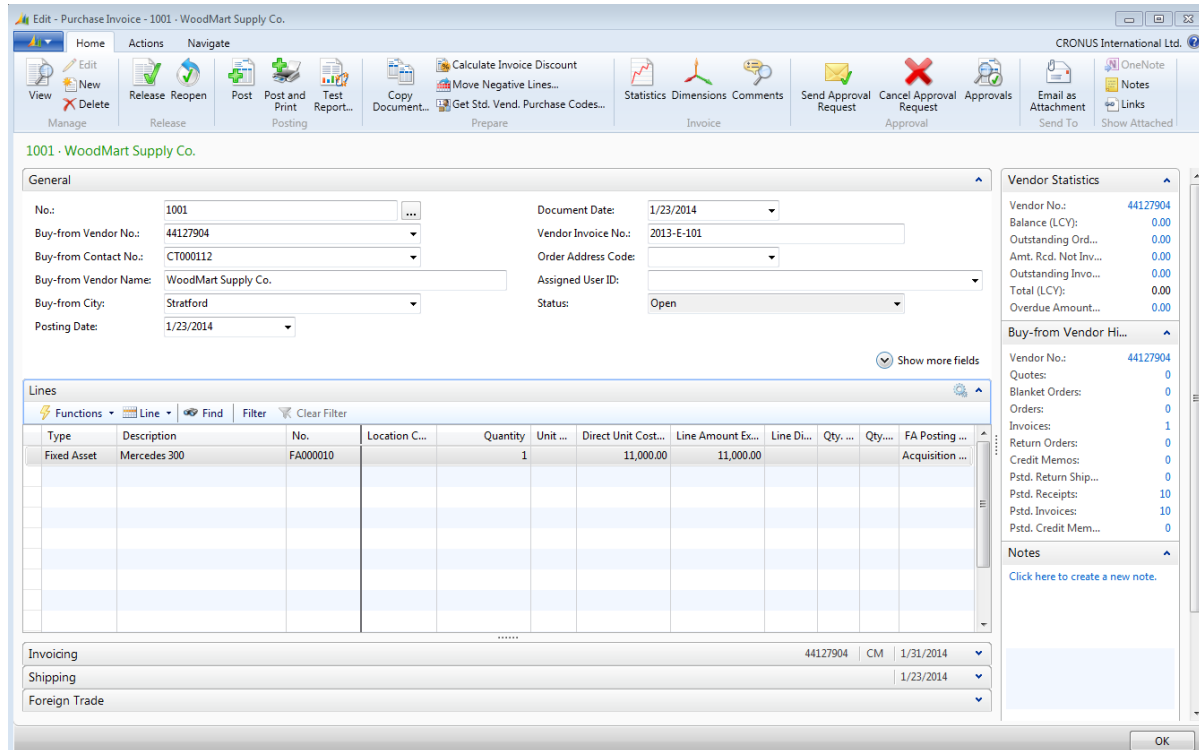 Edit - Purchase Invoice - 1001 · WoodMart Supply Co.
Home Actions Navigate CRONUS International Ltd.
View
Edit
New
Delete
Manage
Release Reopen
Release
Post
Post and Print
Test Report...
Posting
Copy Document...
Calculate Invoice Discount
Move Negative Lines...
Get Std. Vend. Purchase Codes...
Prepare
Statistics Dimensions Comments
Invoice
Send Approval Request
Cancel Approval Request
Approvals
Approval
Email as Attachment
Send To
OneNote
Notes
Links
Show Attached
1001 · WoodMart Supply Co.
General
No.: 1001 ...
Buy-from Vendor No.: 44127904
Buy-from Contact No.: CT000112
Buy-from Vendor Name: WoodMart Supply Co.
Buy-from City: Stratford
Posting Date: 1/23/2014
Document Date: 1/23/2014
Vendor Invoice No.: 2013-E-101
Order Address Code:
Assigned User ID:
Status: Open
Show more fields
Lines
Functions Line Find Filter Clear Filter
Type Description No. Location C... Quantity Unit ... Direct Unit Cost... Line Amount Ex... Line Di... Qty. ... Qty.... FA Posting ...
Fixed Asset Mercedes 300 FA000010 1 11,000.00 11,000.00 Acquisition ...
Invoicing 44127904 CM 1/31/2014
Shipping 1/23/2014
Foreign Trade
Vendor Statistics
Vendor No.: 44127904
Balance (LCY): 0.00
Outstanding Ord... 0.00
Amt. Rcd. Not Inv... 0.00
Outstanding Invo... 0.00
Total (LCY): 0.00
Overdue Amount... 0.00
Buy-from Vendor Hi...
Vendor No.: 44127904
Quotes: 0
Blanket Orders: 0
Orders: 0
Invoices: 1
Return Orders: 0
Credit Memos: 0
Pstd. Return Ship... 0
Pstd. Receipts: 10
Pstd. Invoices: 10
Pstd. Credit Mem... 0
Notes
Click here to create a new note.
OK